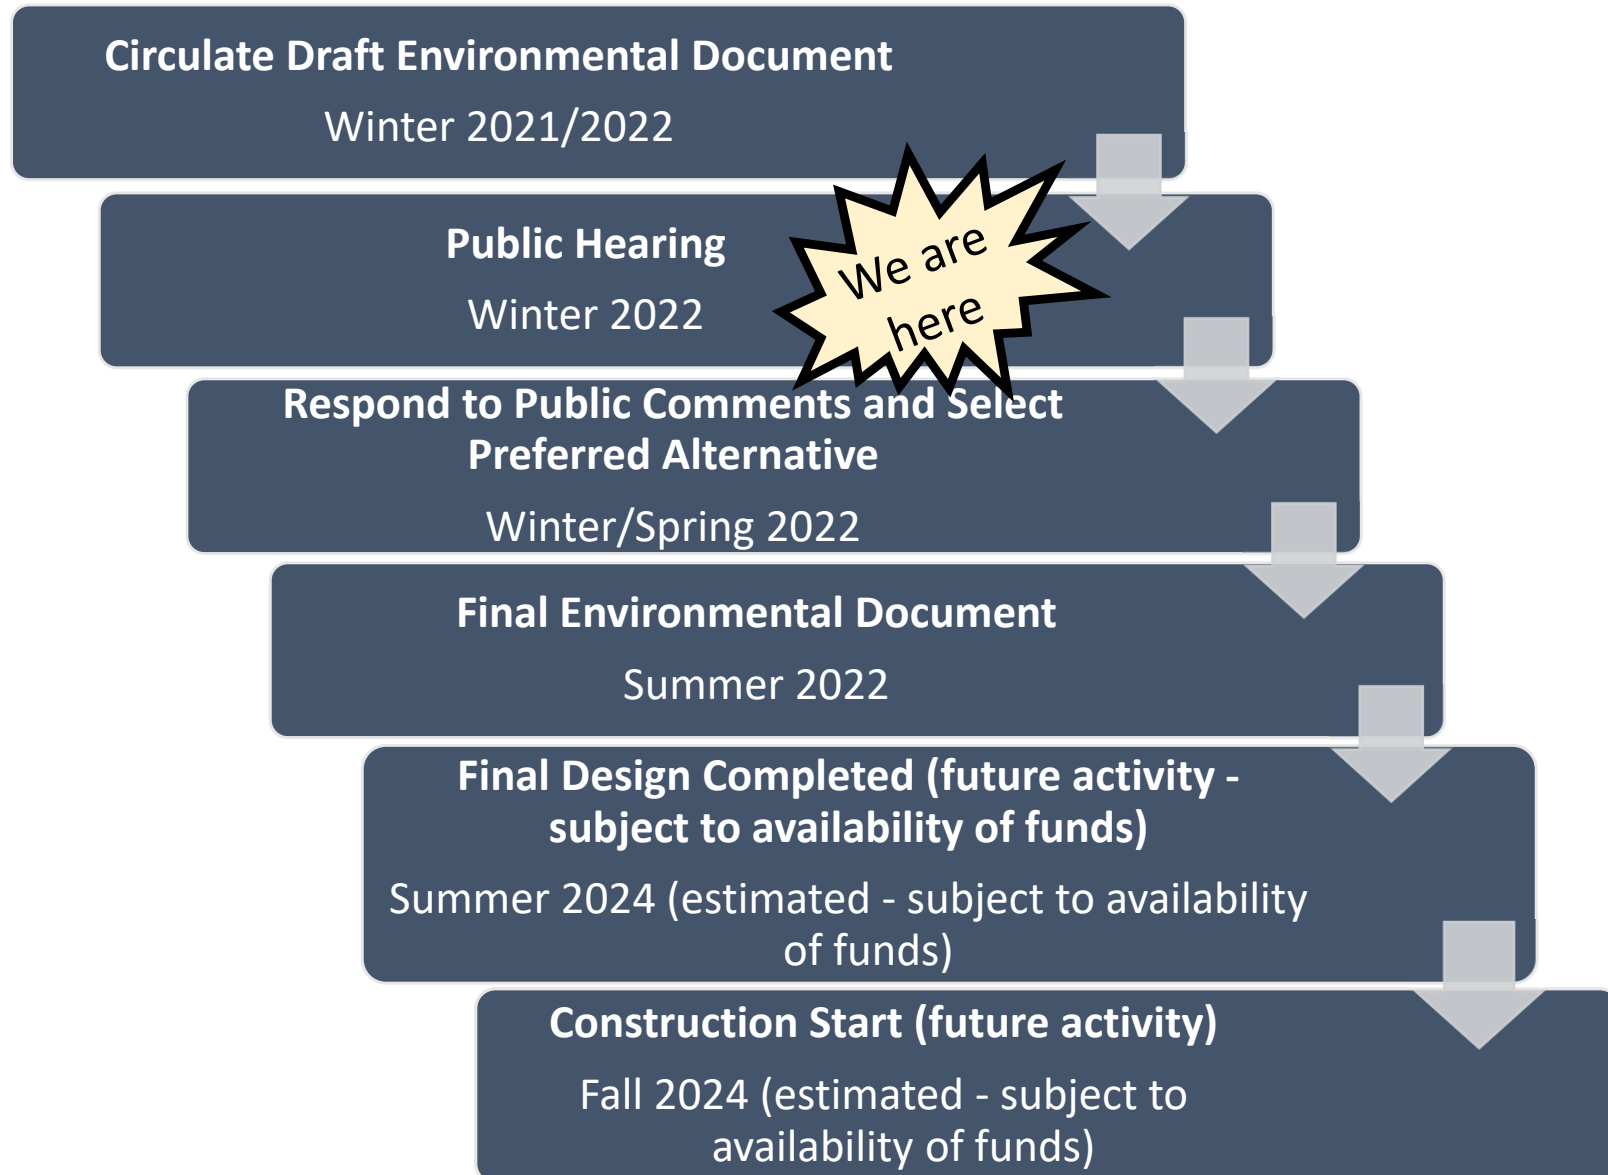 Circulate Draft Environmental Document
Winter 2021/2022
Public Hearing
Winter 2022
We are
here
Respond to Public Comments and Select
Preferred Alternative
Winter/Spring 2022
Final Environmental Document
Summer 2022
Final Design Completed (future activity -
subject to availability of funds)
Summer 2024 (estimated - subject to availability
of funds)
Construction Start (future activity)
Fall 2024 (estimated - subject to
availability of funds)